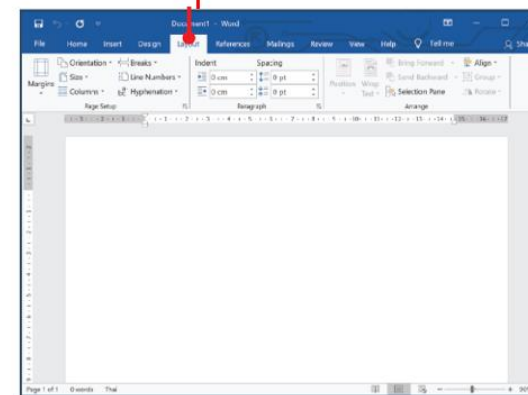 Document1 - Word
File Home Insert Design Layout References Mailings Review View Help Tell me Sha
Orientation Breaks Indent Spacing Bring Forward Align
Margins Size Line Numbers 0 cm 0 pt Position Wrap Text Send Backward Group
Columns Hyphenation 0 cm 0 pt Selection Pane Rotate
Page Setup Paragraph Arrange
Page 1 of 1 0 words Thai 90%